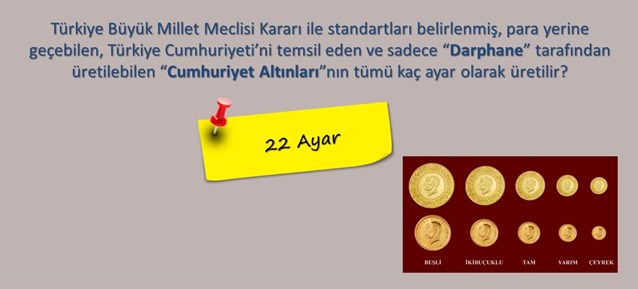 Türkiye Büyük Millet Meclisi Kararı ile standartları belirlenmiş, para yerine
geçebilen, Türkiye Cumhuriyeti’ni temsil eden ve sadece “Darphane” tarafından
üretilebilen “Cumhuriyet Altınları”nın tümü kaç ayar olarak üretilir?
22 Ayar
BEŞLİ İKİBUÇUKLU TAM YARIM ÇEYREK